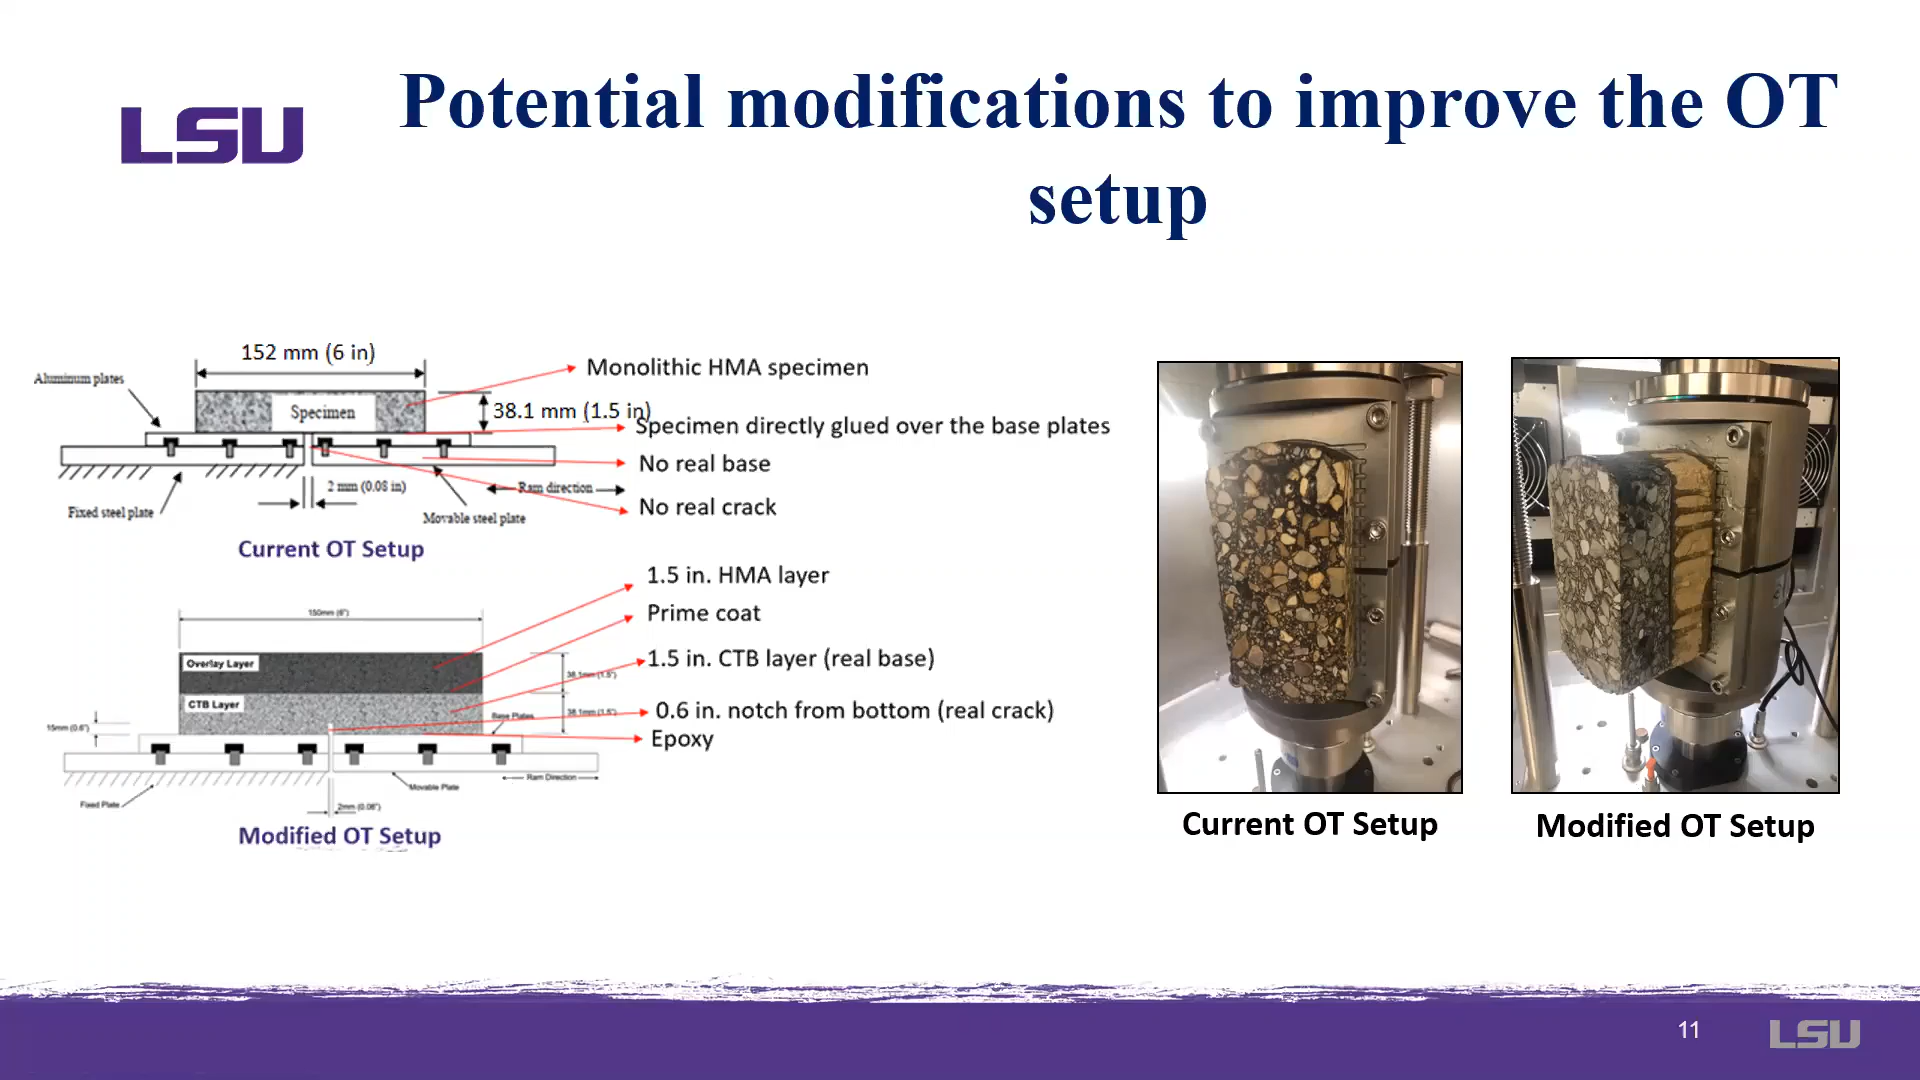 LSU
Potential modifications to improve the OT
setup
152 mm (6 in)
Aluminum plates
Specimen
38.1 mm (1.5 in)
Monolithic HMA specimen
Specimen directly glued over the base plates
No real base
No real crack
2 mm (0.08 in)
Ram direction
Fixed steel plate
Movable steel plate
Current OT Setup
150mm (6")
Overlay Layer
CTB Layer
38.1mm (1.5")
38.1mm (1.5")
15mm (0.6")
Base Plates
1.5 in. HMA layer
Prime coat
1.5 in. CTB layer (real base)
0.6 in. notch from bottom (real crack)
Epoxy
Ram Direction
Movable Plate
Fixed Plate
2mm (0.08")
Modified OT Setup
Current OT Setup
Modified OT Setup
11
LSU